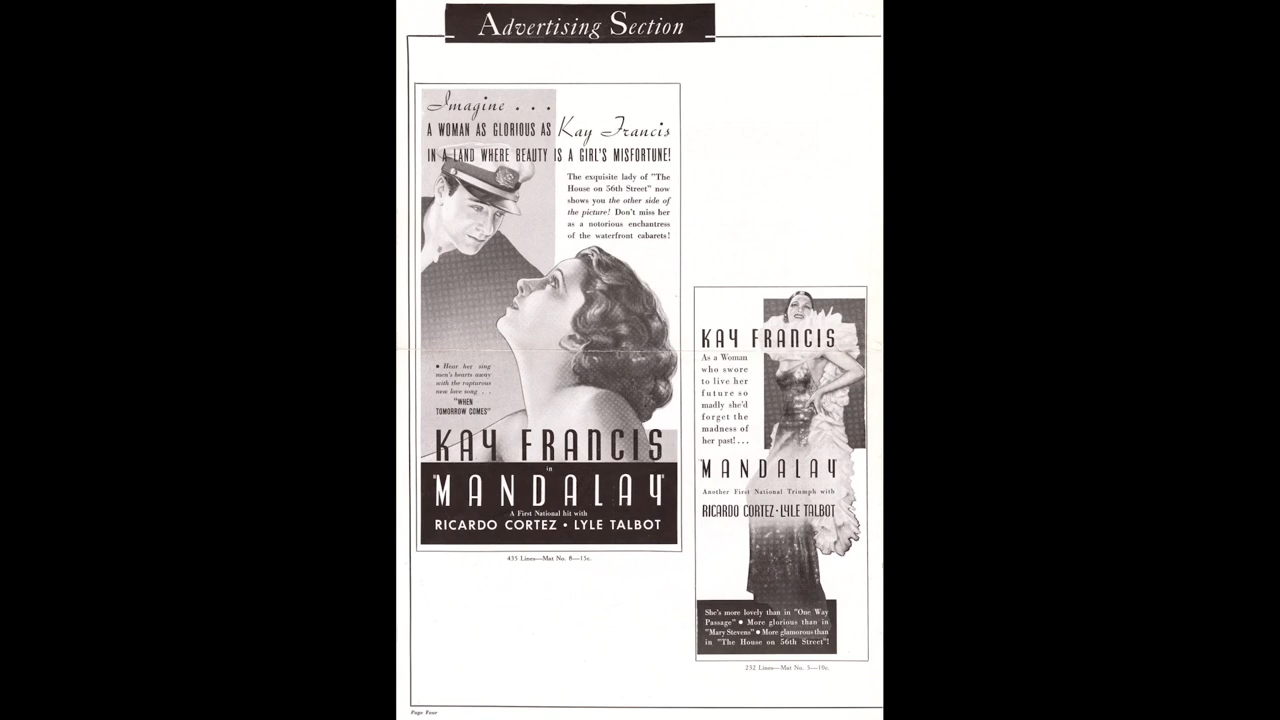 Advertising Section
Imagine . . .
A WOMAN AS GLORIOUS AS Kay Francis
IN A LAND WHERE BEAUTY IS A GIRL'S MISFORTUNE!
The exquisite lady of "The
House on 56th Street" now
shows you the other side of
the picture! Don't miss her
as a notorious enchantress
of the waterfront cabarets!
● Hear her sing
men's hearts away
with the rapturous
new love song . .
"WHEN
TOMORROW COMES"
KAY FRANCIS
in
"MANDALAY"
A First National hit with
RICARDO CORTEZ • LYLE TALBOT
435 Lines—Mat No. 8—15c.
KAY FRANCIS
As a Woman
who swore
to live her
future so
madly she'd
forget the
madness of
her past! . . .
"MANDALAY"
Another First National Triumph with
RICARDO CORTEZ · LYLE TALBOT
She's more lovely than in "One Way
Passage" ● More glorious than in
"Mary Stevens" ● More glamorous than
in "The House on 56th Street"!
232 Lines—Mat No. 5—10c.
Page Four